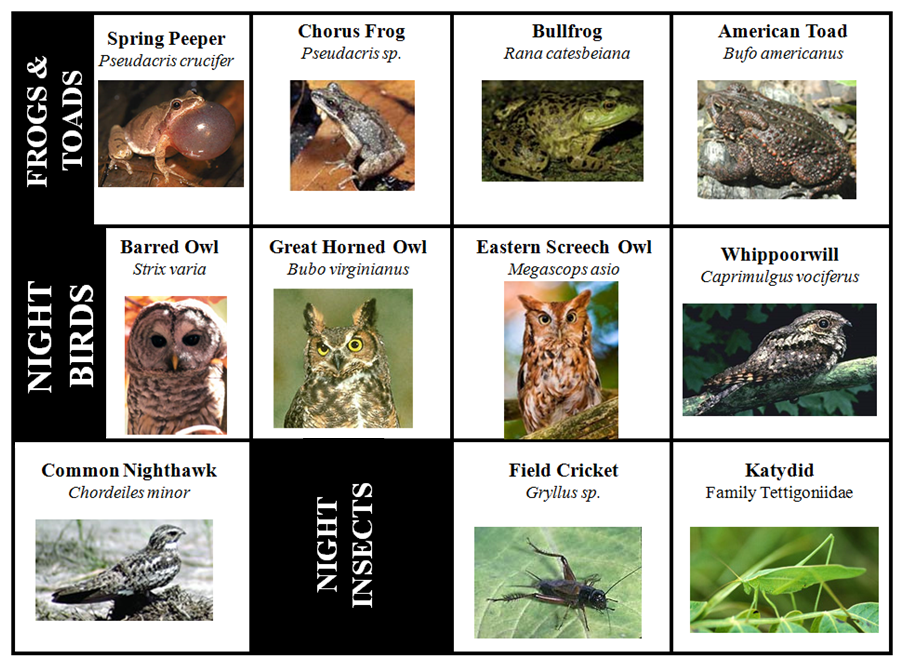 FROGS &
TOADS
Spring Peeper
Pseudacris crucifer
Chorus Frog
Pseudacris sp.
Bullfrog
Rana catesbeiana
American Toad
Bufo americanus
NIGHT
BIRDS
Barred Owl
Strix varia
Great Horned Owl
Bubo virginianus
Eastern Screech Owl
Megascops asio
Whippoorwill
Caprimulgus vociferus
Common Nighthawk
Chordeiles minor
NIGHT
INSECTS
Field Cricket
Gryllus sp.
Katydid
Family Tettigoniidae